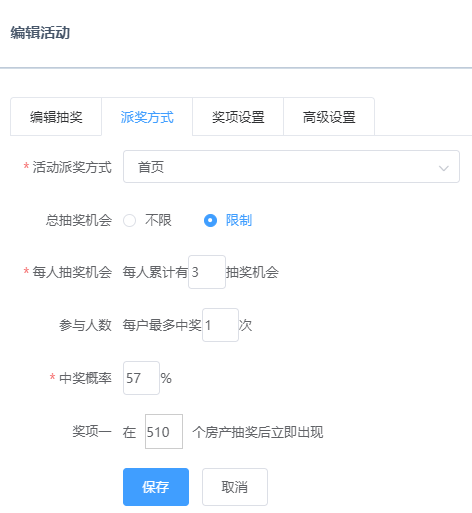 编辑活动
编辑抽奖 派奖方式 奖项设置 高级设置
* 活动派奖方式 首页
总抽奖机会 不限 限制
* 每人抽奖机会 每人累计有 3 抽奖机会
参与人数 每户最多中奖 1 次
* 中奖概率 57 %
奖项一 在 510 个房产抽奖后立即出现
保存 取消